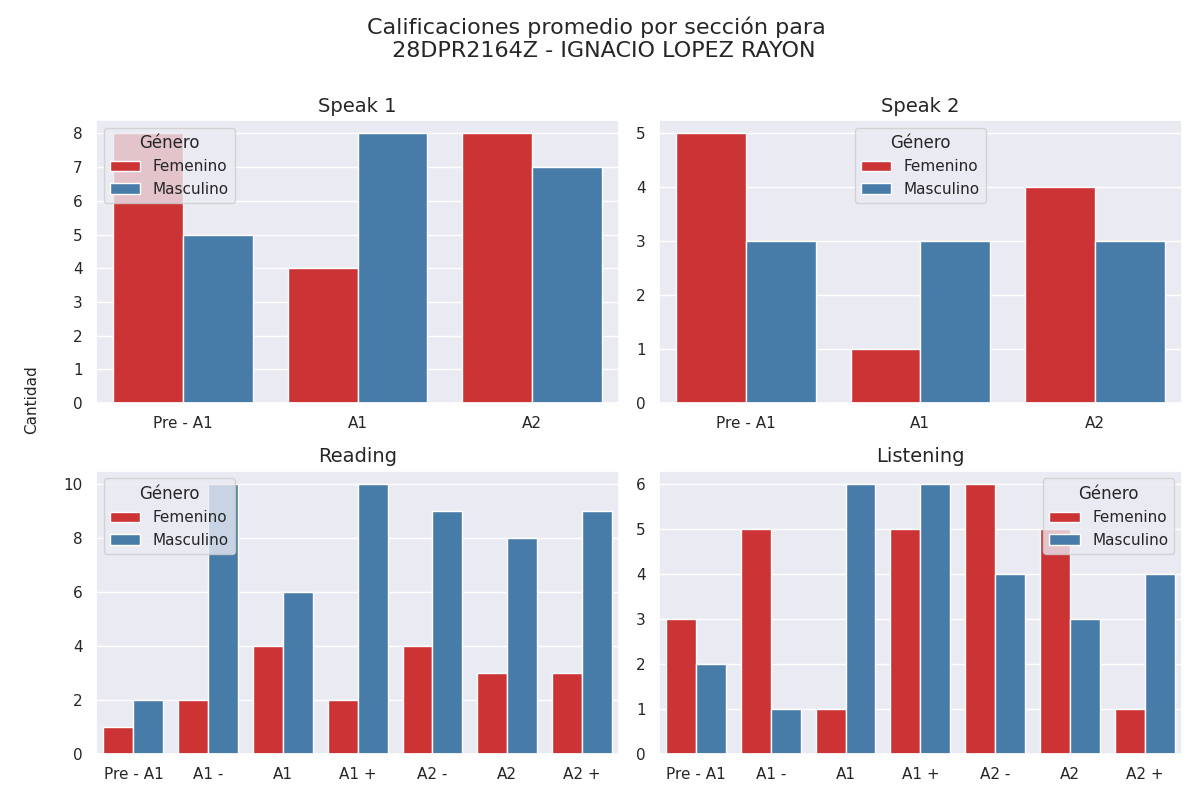 Calificaciones promedio por sección para
28DPR2164Z - IGNACIO LOPEZ RAYON
Cantidad
Speak 1
Género
Femenino
Masculino
8
7
6
5
4
3
2
1
0
Pre - A1 A1 A2
Speak 2
Género
Femenino
Masculino
5
4
3
2
1
0
Pre - A1 A1 A2
Reading
Género
Femenino
Masculino
10
8
6
4
2
0
Pre - A1 A1 - A1 A1 + A2 - A2 A2 +
Listening
Género
Femenino
Masculino
6
5
4
3
2
1
0
Pre - A1 A1 - A1 A1 + A2 - A2 A2 +